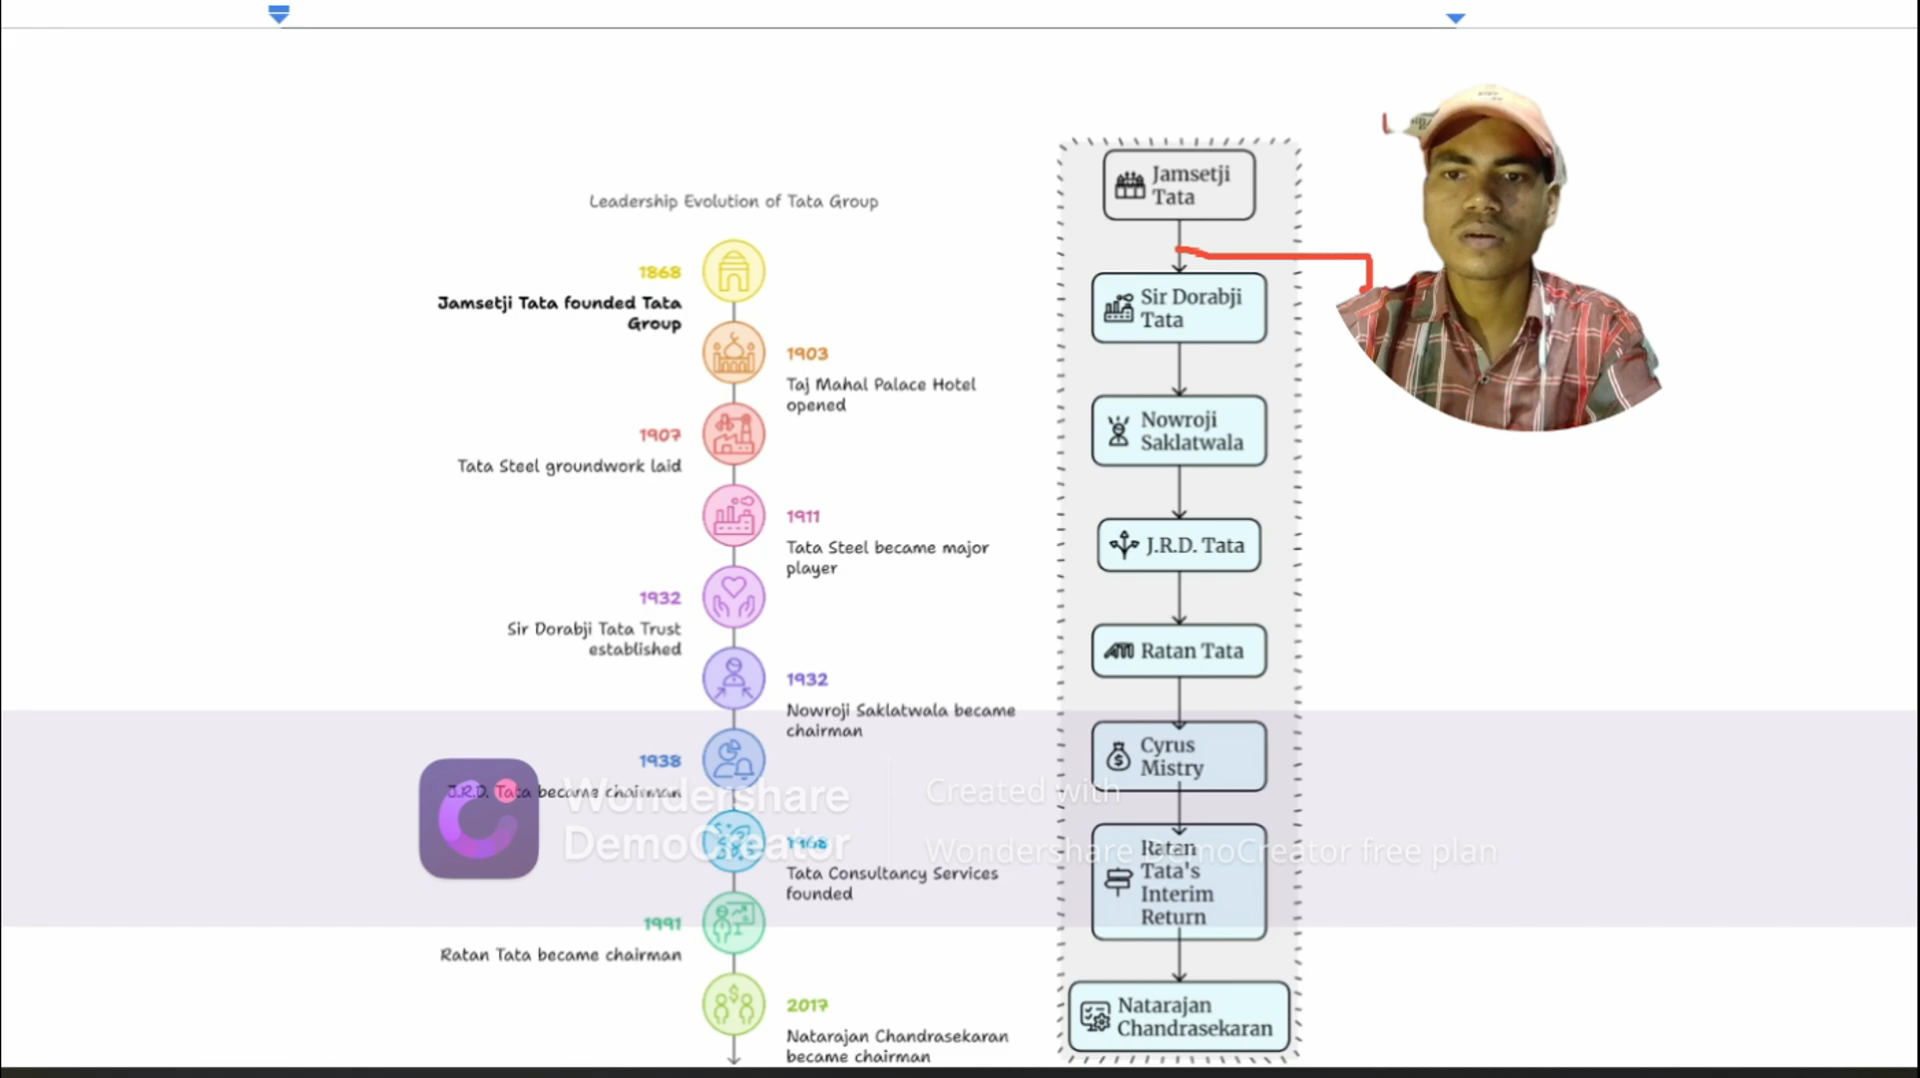 Leadership Evolution of Tata Group
1868
Jamsetji Tata founded Tata
Group
1903
Taj Mahal Palace Hotel
opened
1907
Tata Steel groundwork laid
1911
Tata Steel became major
player
1932
Sir Dorabji Tata Trust
established
1932
Nowroji Saklatwala became
chairman
1938
J.R.D. Tata became chairman
1968
Tata Consultancy Services
founded
1991
Ratan Tata became chairman
2017
Natarajan Chandrasekaran
became chairman
Jamsetji
Tata
Sir Dorabji
Tata
Nowroji
Saklatwala
J.R.D. Tata
Ratan Tata
Cyrus
Mistry
Ratan
Tata's
Interim
Return
Natarajan
Chandrasekaran
Wondershare
DemoCreator
Created with
Wondershare DemoCreator free plan